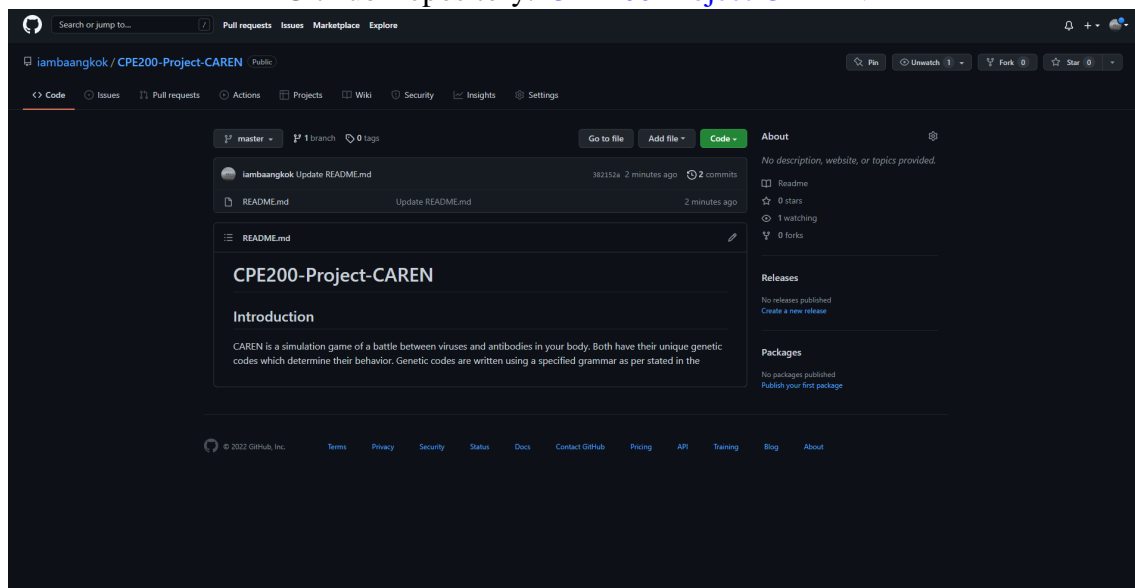 Search or jump to... / Pull requests Issues Marketplace Explore
iambaangkok / CPE200-Project-CAREN Public
Pin Unwatch 1 Fork 0 Star 0
<> Code Issues Pull requests Actions Projects Wiki Security Insights Settings
master 1 branch 0 tags Go to file Add file Code
iambaangkok Update README.md 382152a 2 minutes ago 2 commits
README.md Update README.md 2 minutes ago
README.md
CPE200-Project-CAREN
Introduction
CAREN is a simulation game of a battle between viruses and antibodies in your body. Both have their unique genetic
codes which determine their behavior. Genetic codes are written using a specified grammar as per stated in the
About
No description, website, or topics provided.
Readme
0 stars
1 watching
0 forks
Releases
No releases published
Create a new release
Packages
No packages published
Publish your first package
© 2022 GitHub, Inc. Terms Privacy Security Status Docs Contact GitHub Pricing API Training Blog About